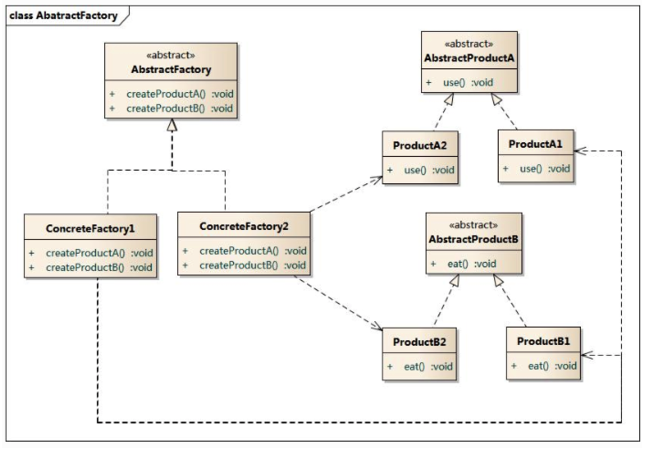 class AbatractFactory
«abstract»
AbstractFactory
+ createProductA() :void
+ createProductB() :void
«abstract»
AbstractProductA
+ use() :void
ProductA2
+ use() :void
ProductA1
+ use() :void
ConcreteFactory1
+ createProductA() :void
+ createProductB() :void
ConcreteFactory2
+ createProductA() :void
+ createProductB() :void
«abstract»
AbstractProductB
+ eat() :void
ProductB2
+ eat() :void
ProductB1
+ eat() :void